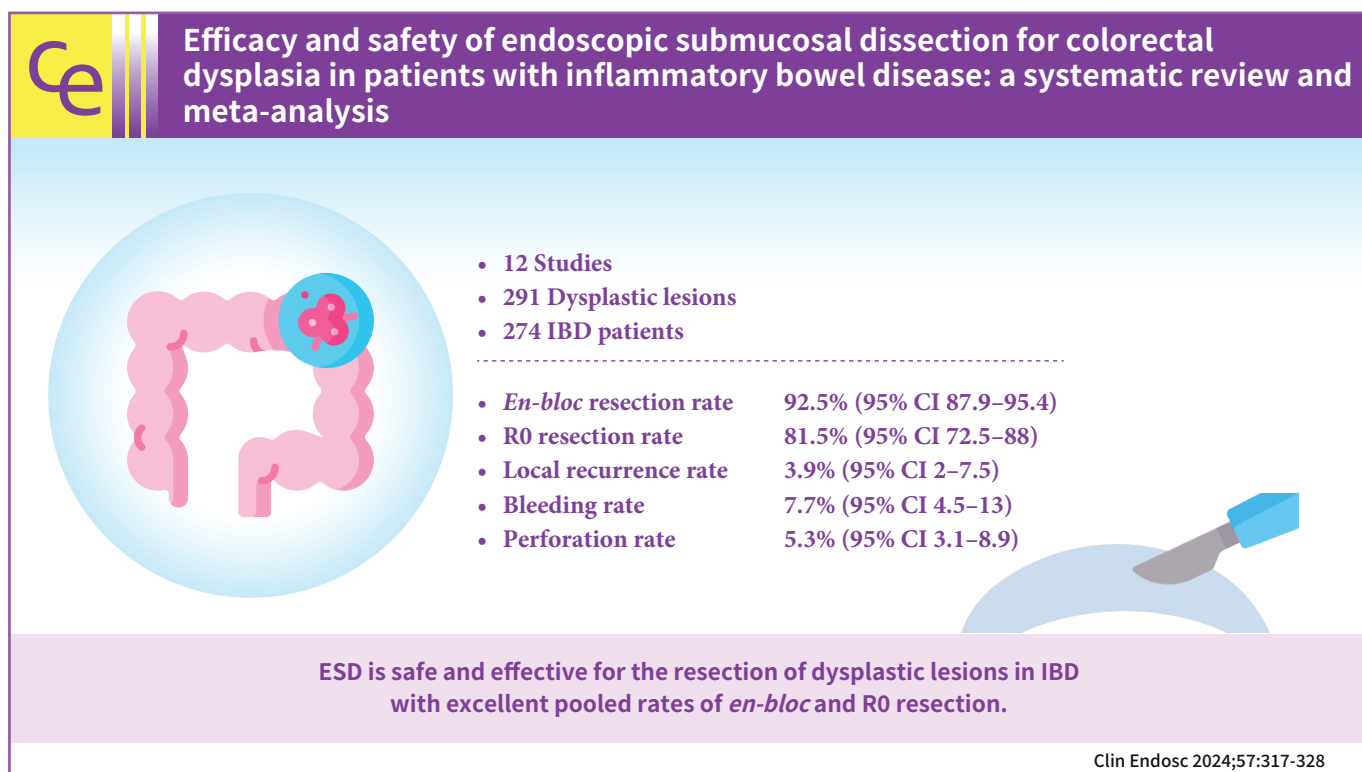 Ce
Efficacy and safety of endoscopic submucosal dissection for colorectal
dysplasia in patients with inflammatory bowel disease: a systematic review and
meta-analysis
• 12 Studies
• 291 Dysplastic lesions
• 274 IBD patients
• En-bloc resection rate 92.5% (95% CI 87.9–95.4)
• R0 resection rate 81.5% (95% CI 72.5–88)
• Local recurrence rate 3.9% (95% CI 2–7.5)
• Bleeding rate 7.7% (95% CI 4.5–13)
• Perforation rate 5.3% (95% CI 3.1–8.9)
ESD is safe and effective for the resection of dysplastic lesions in IBD
with excellent pooled rates of en-bloc and R0 resection.
Clin Endosc 2024;57:317-328